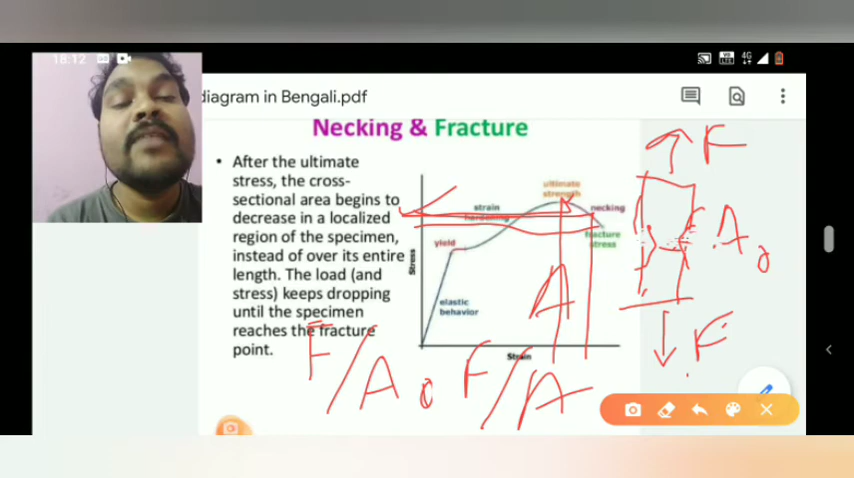 18:12
4G
diagram in Bengali.pdf
Necking & Fracture
• After the ultimate
stress, the cross-
sectional area begins to
decrease in a localized
region of the specimen,
instead of over its entire
length. The load (and
stress) keeps dropping
until the specimen
reaches the fracture
point.
ultimate
strength
strain
hardening
necking
fracture
stress
yield
elastic
behavior
Stress
Strain
F
A₀
F
A
F/A₀
F/A